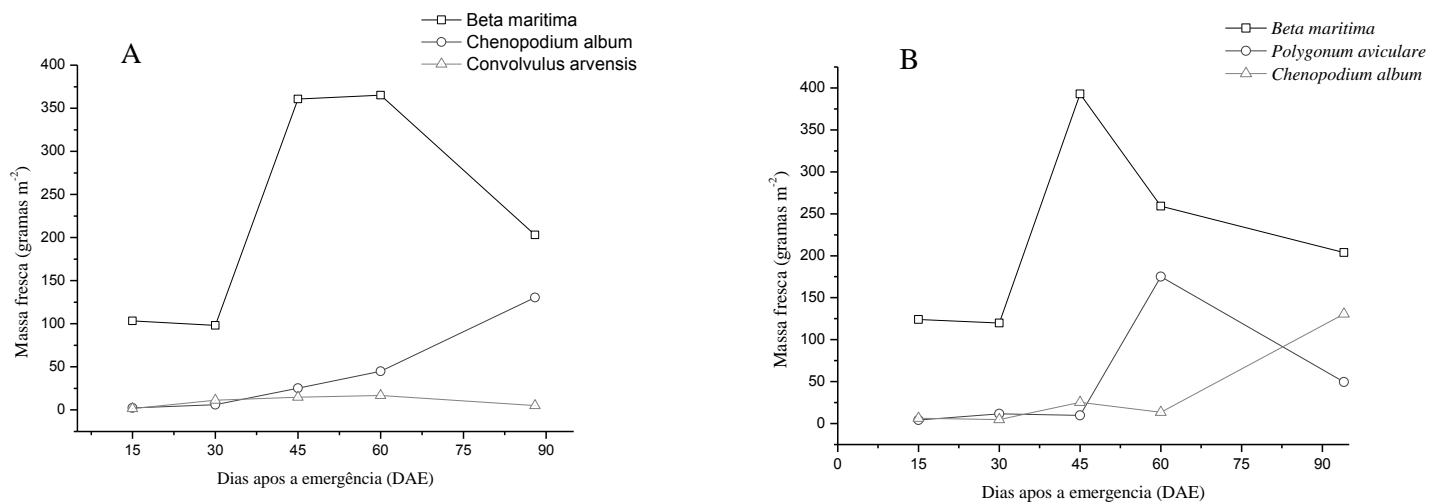 A
Beta maritima
Chenopodium album
Convolvulus arvensis
400
350
300
250
200
150
100
50
0
Massa fresca (gramas m-2)
15 30 45 60 75 90
Dias apos a emergência (DAE)
B
Beta maritima
Polygonum aviculare
Chenopodium album
400
350
300
250
200
150
100
50
0
Massa fresca (gramas m-2)
0 15 30 45 60 75 90
Dias apos a emergencia (DAE)